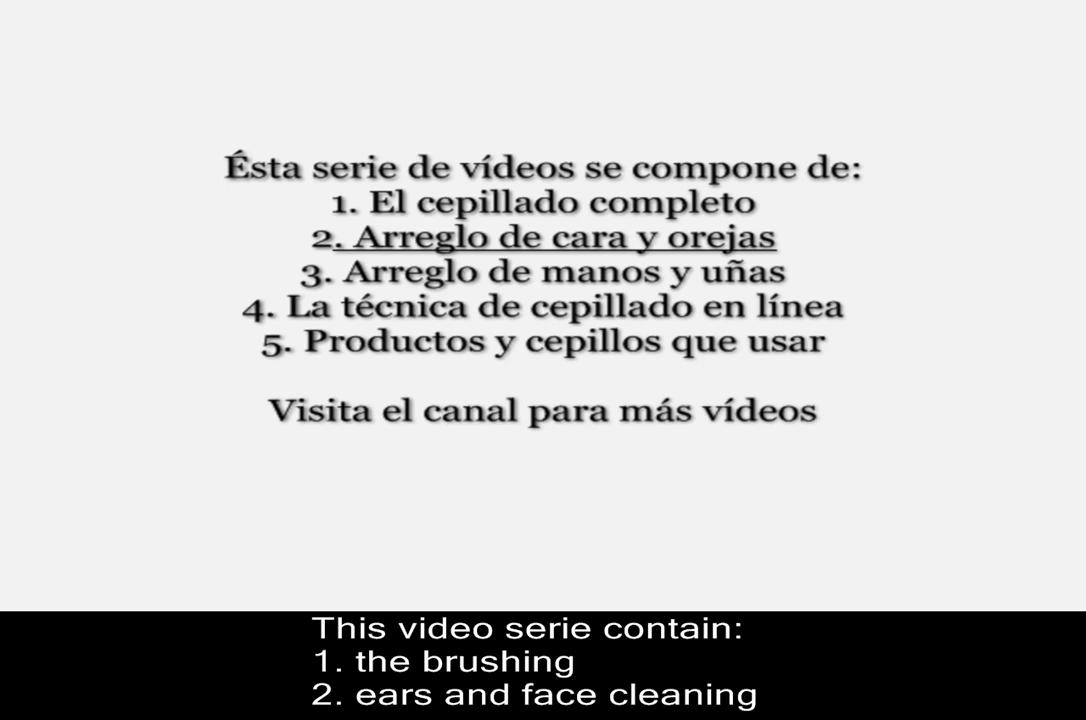 Ésta serie de vídeos se compone de:
1. El cepillado completo
2. Arreglo de cara y orejas
3. Arreglo de manos y uñas
4. La técnica de cepillado en línea
5. Productos y cepillos que usar
Visita el canal para más vídeos
This video serie contain:
1. the brushing
2. ears and face cleaning